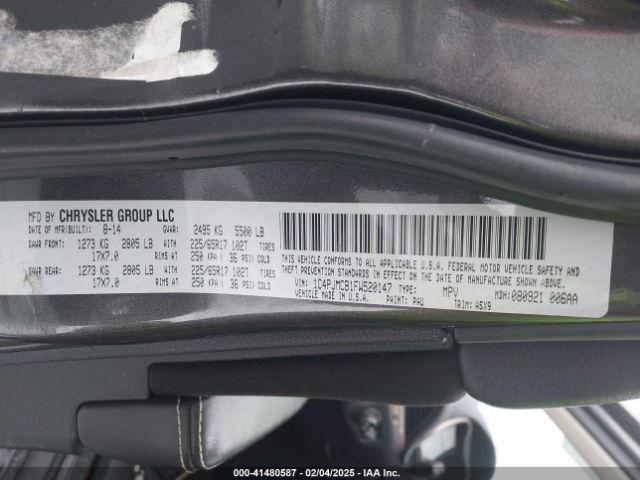 MFD BY CHRYSLER GROUP LLC
DATE OF MFR(BUILT): 8-14 GVWR: 2495 KG 5500 LB
GAWR FRONT: 1273 KG 2805 LB WITH 225/65R17 102T TIRES
17X7.0 RIMS AT 250 KPA( 36 PSI) COLD
GAWR REAR: 1273 KG 2805 LB WITH 225/65R17 102T TIRES
17X7.0 RIMS AT 250 KPA( 36 PSI) COLD
THIS VEHICLE CONFORMS TO ALL APPLICABLE U.S.A. FEDERAL MOTOR VEHICLE SAFETY AND
THEFT PREVENTION STANDARDS IN EFFECT ON THE DATE OF MANUFACTURE SHOWN ABOVE.
VIN: 1C4PJMCB1FW520147 TYPE: MPV MDH: 080921 006AA
VEHICLE MADE IN U.S.A. PAINT: PAU TRIM: A5X9
000-41480587 - 02/04/2025 - IAA Inc.